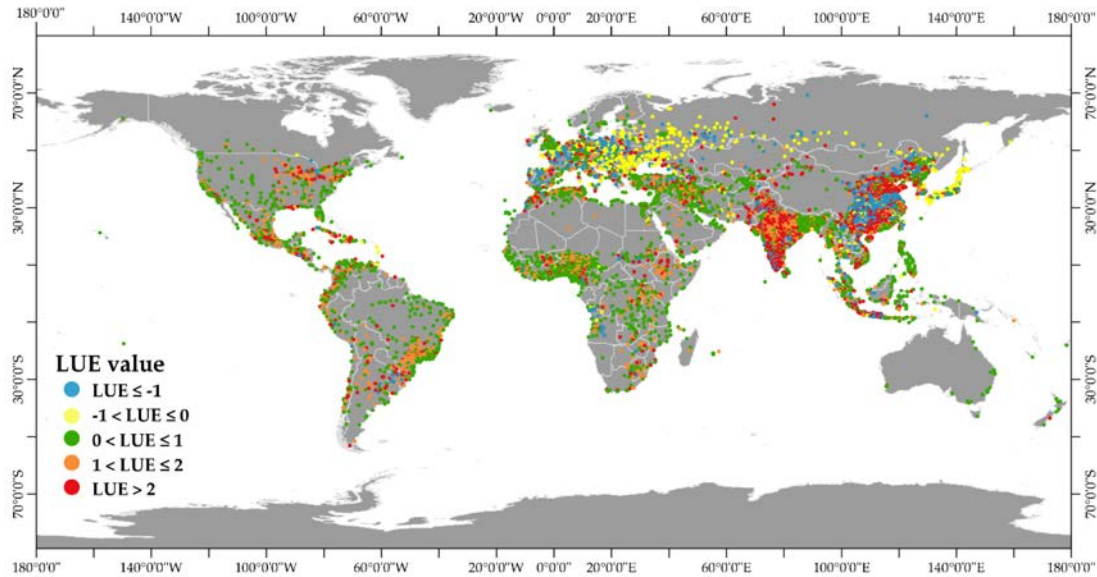 180°0'0" 140°0'0"W 100°0'0"W 60°0'0"W 20°0'0"W 0°0'0" 20°0'0"E 60°0'0"E 100°0'0"E 140°0'0"E 180°0'0"
70°0'0"N 70°0'0"N
30°0'0"N 30°0'0"N
LUE value
LUE ≤ -1
-1 < LUE ≤ 0
0 < LUE ≤ 1
1 < LUE ≤ 2
LUE > 2
30°0'0"S 30°0'0"S
70°0'0"S 70°0'0"S
180°0'0" 140°0'0"W 100°0'0"W 60°0'0"W 20°0'0"W 0°0'0" 20°0'0"E 60°0'0"E 100°0'0"E 140°0'0"E 180°0'0"